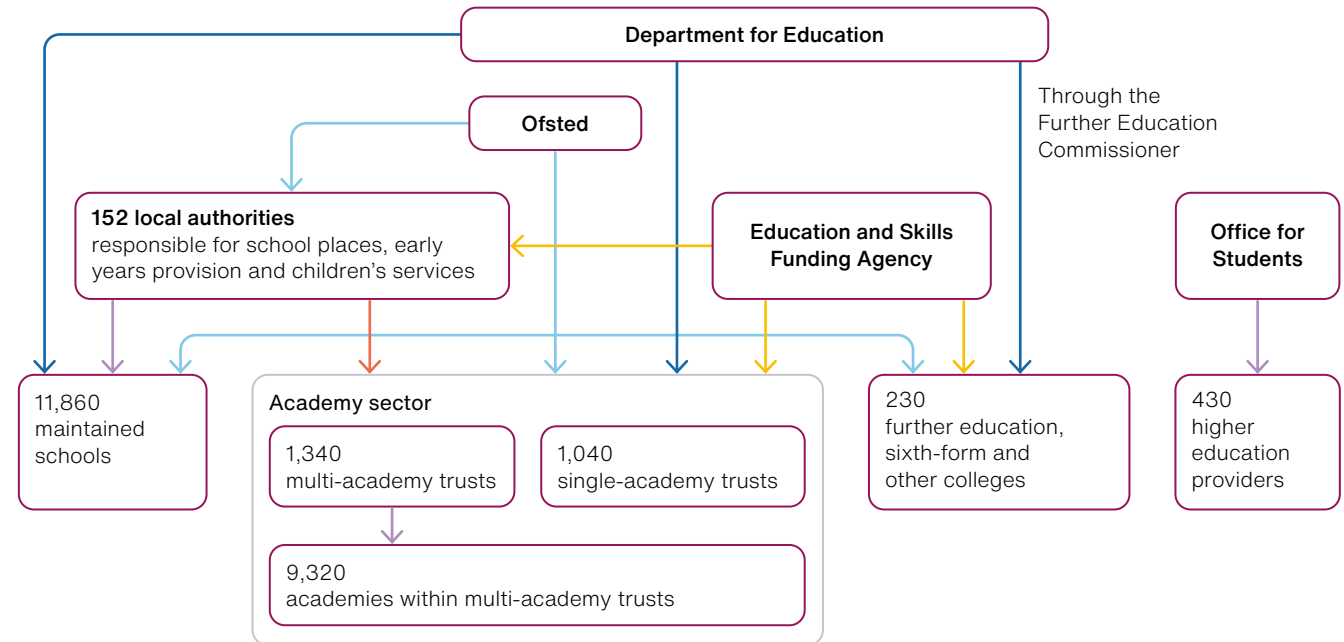 Department for Education
Through the
Further Education
Commissioner
Ofsted
152 local authorities
responsible for school places, early
years provision and children’s services
Education and Skills
Funding Agency
Office for
Students
11,860
maintained
schools
Academy sector
1,340
multi-academy trusts
1,040
single-academy trusts
9,320
academies within multi-academy trusts
230
further education,
sixth-form and
other colleges
430
higher
education
providers